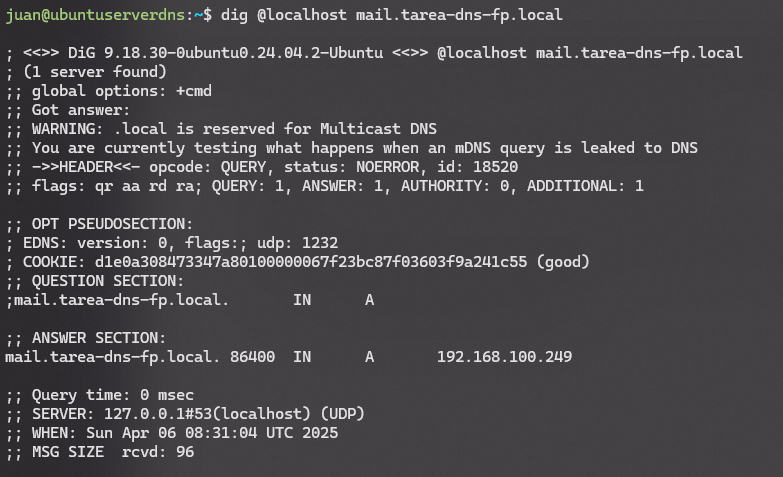 juan@ubuntuserverdns:~$ dig @localhost mail.tarea-dns-fp.local
; <<>> DiG 9.18.30-0ubuntu0.24.04.2-Ubuntu <<>> @localhost mail.tarea-dns-fp.local
; (1 server found)
;; global options: +cmd
;; Got answer:
;; WARNING: .local is reserved for Multicast DNS
;; You are currently testing what happens when an mDNS query is leaked to DNS
;; ->>HEADER<<- opcode: QUERY, status: NOERROR, id: 18520
;; flags: qr aa rd ra; QUERY: 1, ANSWER: 1, AUTHORITY: 0, ADDITIONAL: 1
;; OPT PSEUDOSECTION:
; EDNS: version: 0, flags:; udp: 1232
; COOKIE: d1e0a308473347a80100000067f23bc87f03603f9a241c55 (good)
;; QUESTION SECTION:
;mail.tarea-dns-fp.local. IN A
;; ANSWER SECTION:
mail.tarea-dns-fp.local. 86400 IN A 192.168.100.249
;; Query time: 0 msec
;; SERVER: 127.0.0.1#53(localhost) (UDP)
;; WHEN: Sun Apr 06 08:31:04 UTC 2025
;; MSG SIZE rcvd: 96